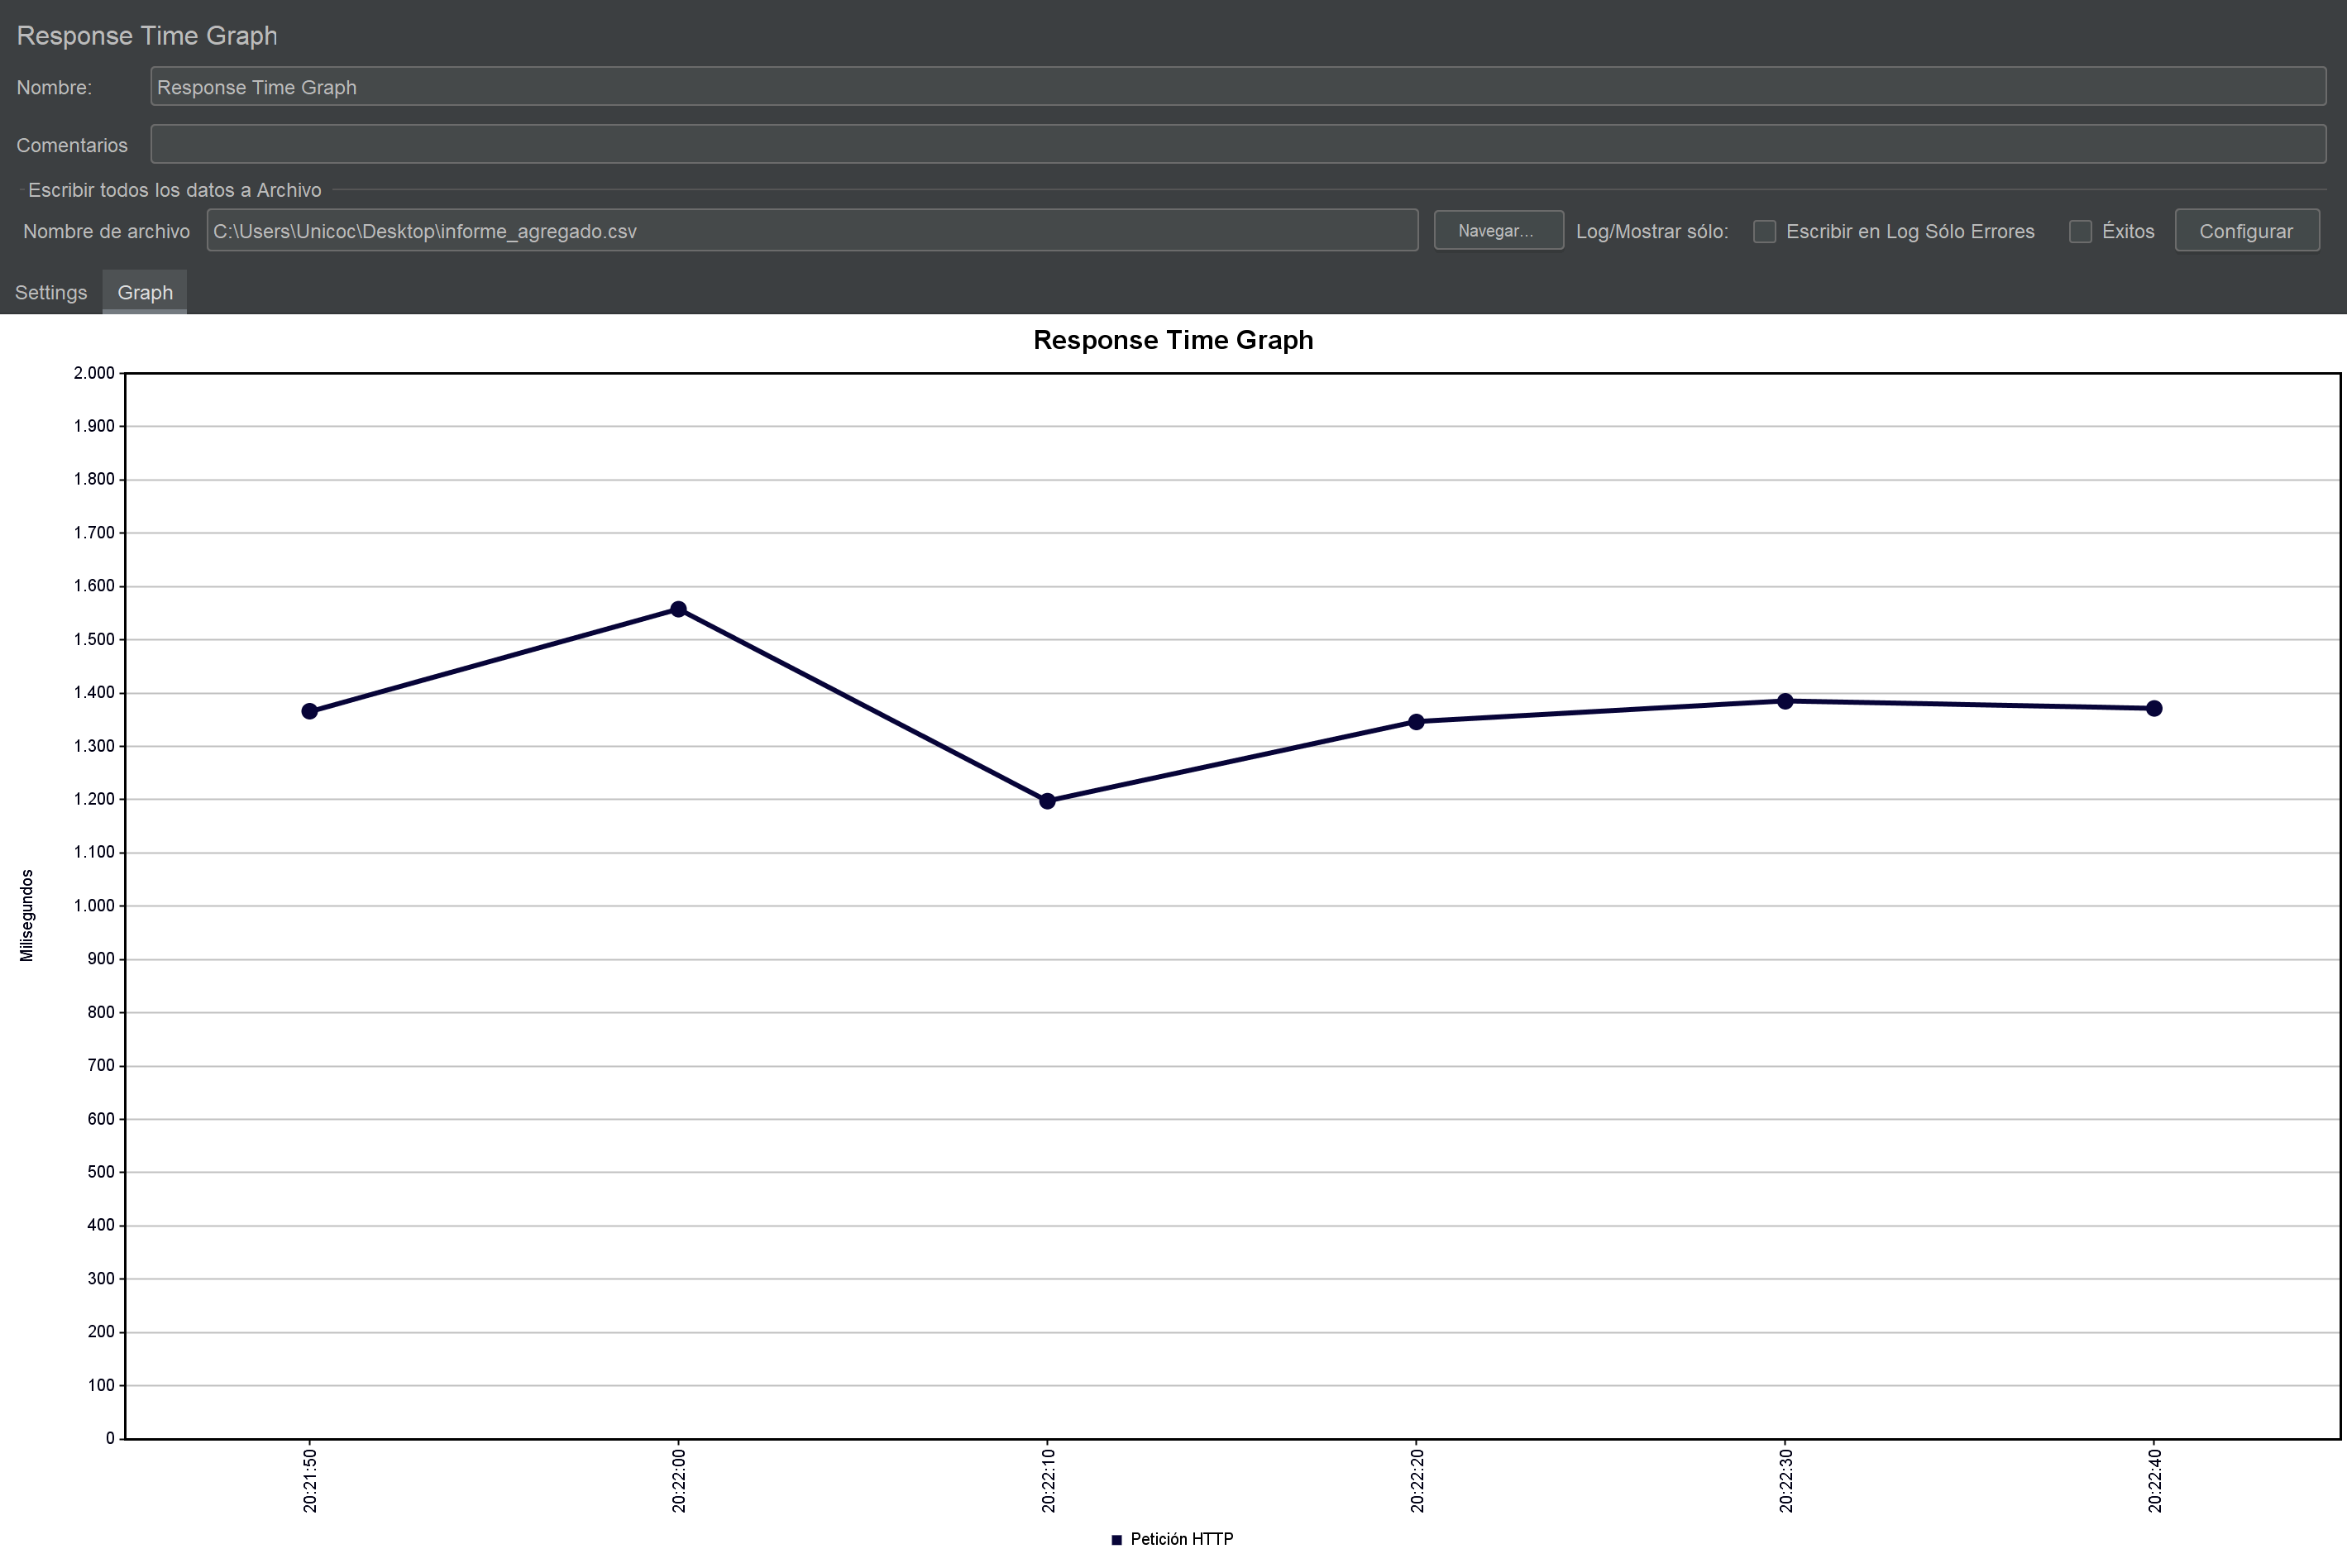 Response Time Graph
Nombre: Response Time Graph
Comentarios
Escribir todos los datos a Archivo
Nombre de archivo C:\Users\Unicoc\Desktop\informe_agregado.csv Navegar... Log/Mostrar sólo: Escribir en Log Sólo Errores Éxitos Configurar
Settings Graph
Response Time Graph
2.000
1.900
1.800
1.700
1.600
1.500
1.400
1.300
1.200
1.100
1.000
900
800
700
600
500
400
300
200
100
0
Milisegundos
20:21:50 20:22:00 20:22:10 20:22:20 20:22:30 20:22:40
Petición HTTP